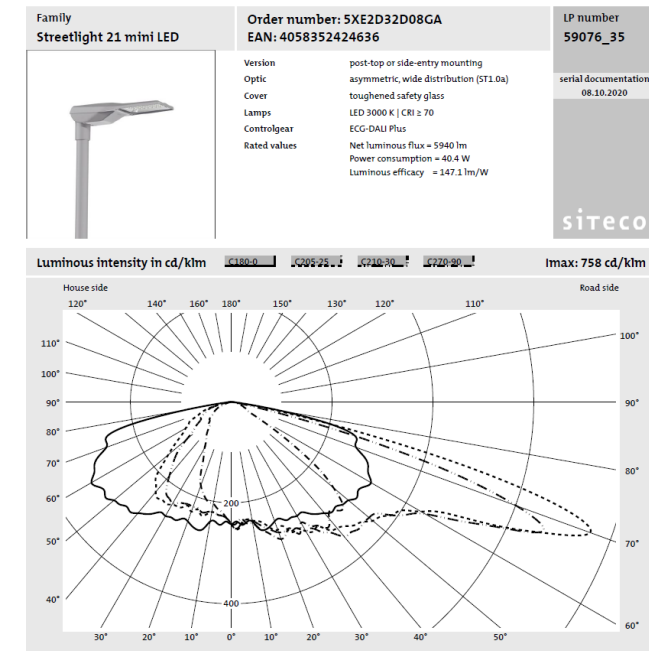 Family
Streetlight 21 mini LED
Order number: 5XE2D32D08GA
EAN: 4058352424636
LP number
59076_35
serial documentation
08.10.2020
Version post-top or side-entry mounting
Optic asymmetric, wide distribution (ST1.0a)
Cover toughened safety glass
Lamps LED 3000 K | CRI ≥ 70
Controlgear ECG-DALI Plus
Rated values Net luminous flux = 5940 lm
Power consumption = 40.4 W
Luminous efficacy = 147.1 lm/W
siteco
Luminous intensity in cd/klm C180-0 C205-25 C210-30 C270-90 Imax: 758 cd/klm
House side Road side
120° 140° 160° 180° 150° 130° 120° 110°
110° 100°
100°
90° 90°
80°
70° 80°
60°
200
50° 70°
40° 400
60°
30° 20° 10° 0° 10° 20° 30° 40° 50°